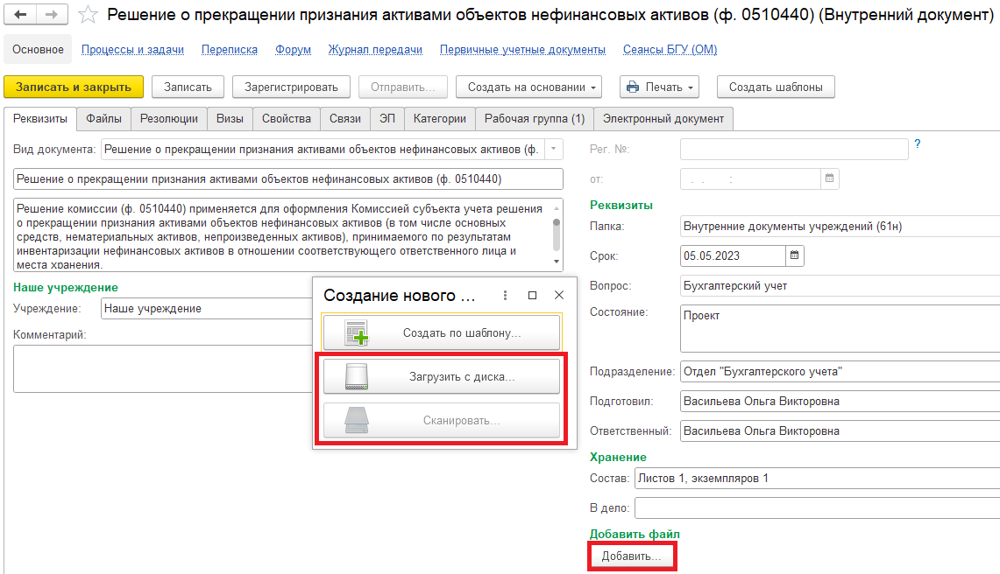 Решение о прекращении признания активами объектов нефинансовых активов (ф. 0510440) (Внутренний документ)
Основное Процессы и задачи Переписка Форум Журнал передачи Первичные учетные документы Сеансы БГУ (ОМ)
Записать и закрыть Записать Зарегистрировать Отправить... Создать на основании Печать Создать шаблоны
Реквизиты Файлы Резолюции Визы Свойства Связи ЭП Категории Рабочая группа (1) Электронный документ
Вид документа: Решение о прекращении признания активами объектов нефинансовых активов (ф.
Решение о прекращении признания активами объектов нефинансовых активов (ф. 0510440)
Решение комиссии (ф. 0510440) применяется для оформления Комиссией субъекта учета решения
о прекращении признания активами объектов нефинансовых активов (в том числе основных
средств, нематериальных активов, непроизведенных активов), принимаемого по результатам
инвентаризации нефинансовых активов в отношении соответствующего ответственного лица и
места хранения.
Наше учреждение
Учреждение: Наше учреждение
Комментарий:
Создание нового ...
Создать по шаблону...
Загрузить с диска...
Сканировать...
Рег. №: ?
от: . . :
Реквизиты
Папка: Внутренние документы учреждений (61н)
Срок: 05.05.2023
Вопрос: Бухгалтерский учет
Состояние: Проект
Подразделение: Отдел "Бухгалтерского учета"
Подготовил: Васильева Ольга Викторовна
Ответственный: Васильева Ольга Викторовна
Хранение
Состав: Листов 1, экземпляров 1
В дело:
Добавить файл
Добавить...